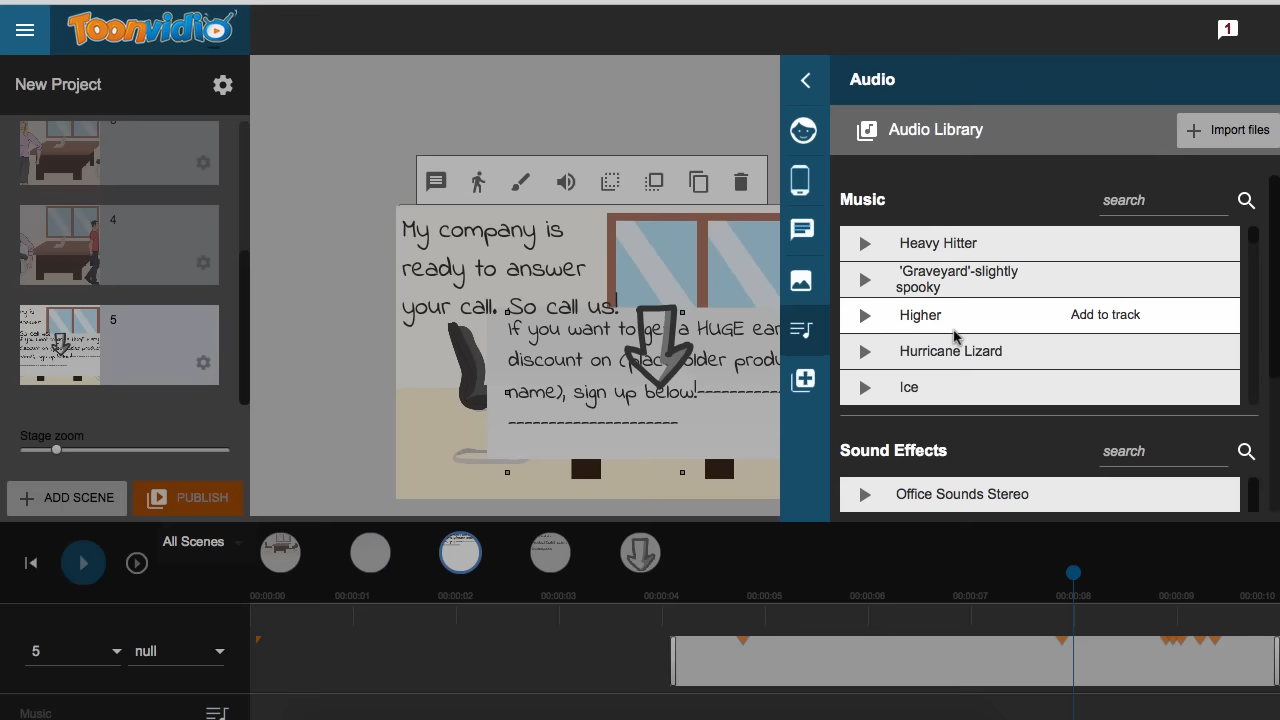 Toonvidio
1
New Project
Audio
Audio Library
Import files
3
4
5
Stage zoom
ADD SCENE
PUBLISH
My company is
ready to answer
your call. So call us!
If you want to get a HUGE ear
discount on
name), sign up below!
Music
search
Heavy Hitter
'Graveyard'-slightly
spooky
Higher
Add to track
Hurricane Lizard
Ice
Sound Effects
search
Office Sounds Stereo
All Scenes
00:00:00
00:00:01
00:00:02
00:00:03
00:00:04
00:00:05
00:00:06
00:00:07
00:00:08
00:00:09
00:00:10
5
null
Music